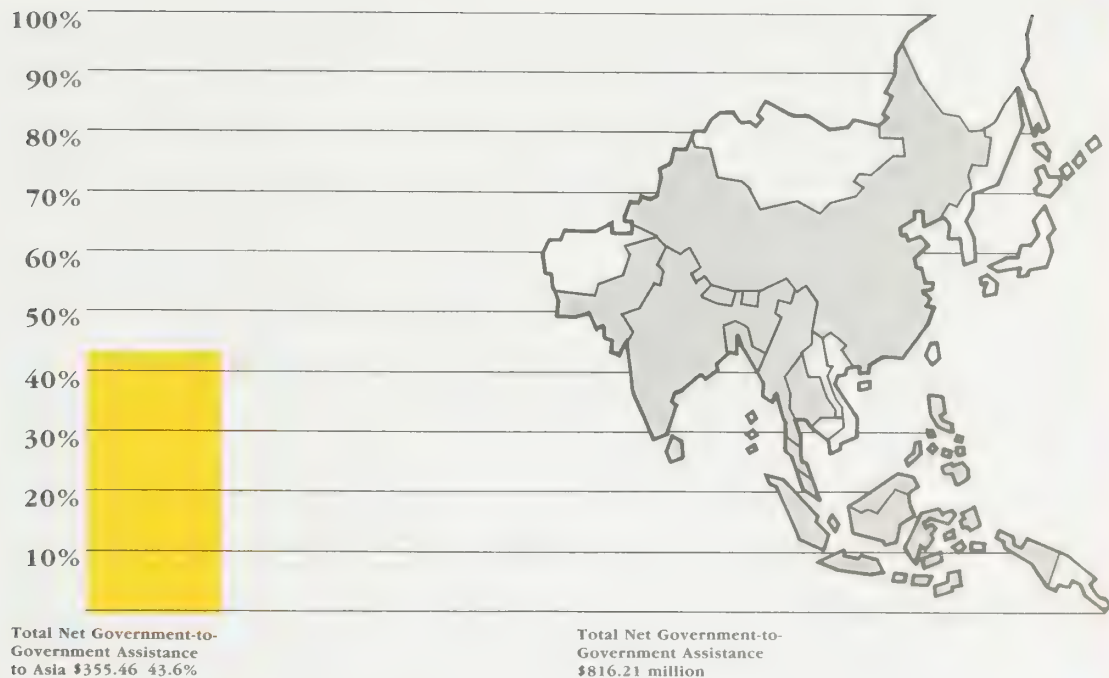 100%
90%
80%
70%
60%
50%
40%
30%
20%
10%
Total Net Government-to-
Government Assistance
to Asia $355.46 43.6%
Total Net Government-to-
Government Assistance
$816.21 million